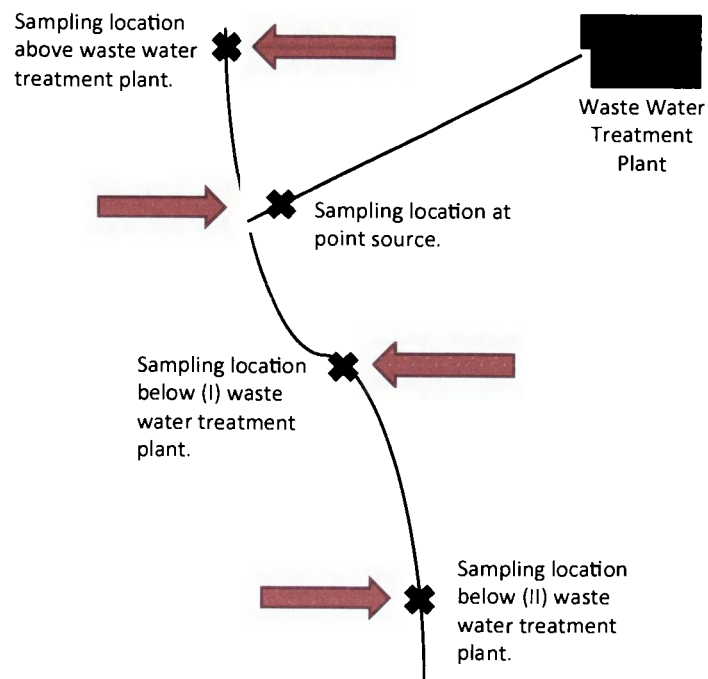 Sampling location
above waste water
treatment plant.
Waste Water
Treatment
Plant
Sampling location at
point source.
Sampling location
below (I) waste
water treatment
plant.
Sampling location
below (II) waste
water treatment
plant.